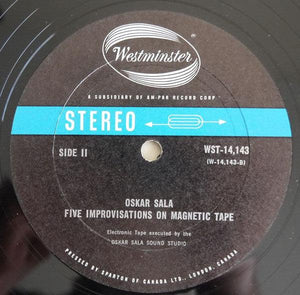 Westminster
A SUBSIDIARY OF AM-PAR RECORD CORP
STEREO
SIDE II
WST-14,143
(W-14,143-B)
OSKAR SALA
FIVE IMPROVISATIONS ON MAGNETIC TAPE
Electronic Tape executed by the
OSKAR SALA SOUND STUDIO
PRESSED BY SPARTON OF CANADA LTD., LONDON, CANADA